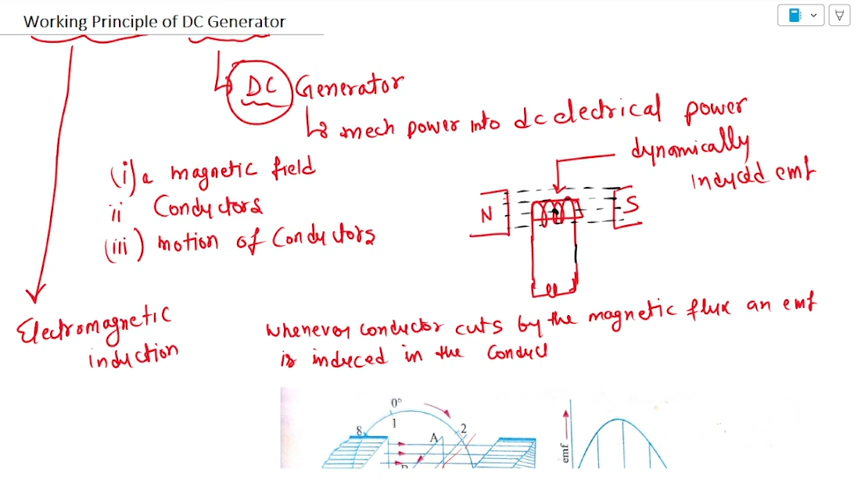 Working Principle of DC Generator
DC Generator
mech power into dc electrical power
dynamically
induced emf
(i) a magnetic field
ii Conductors
(iii) motion of Conductors
N
S
Electromagnetic
induction
whenever conductor cuts by the magnetic flux an emf
is induced in the Conduct
0°
1
8
2
A
emf